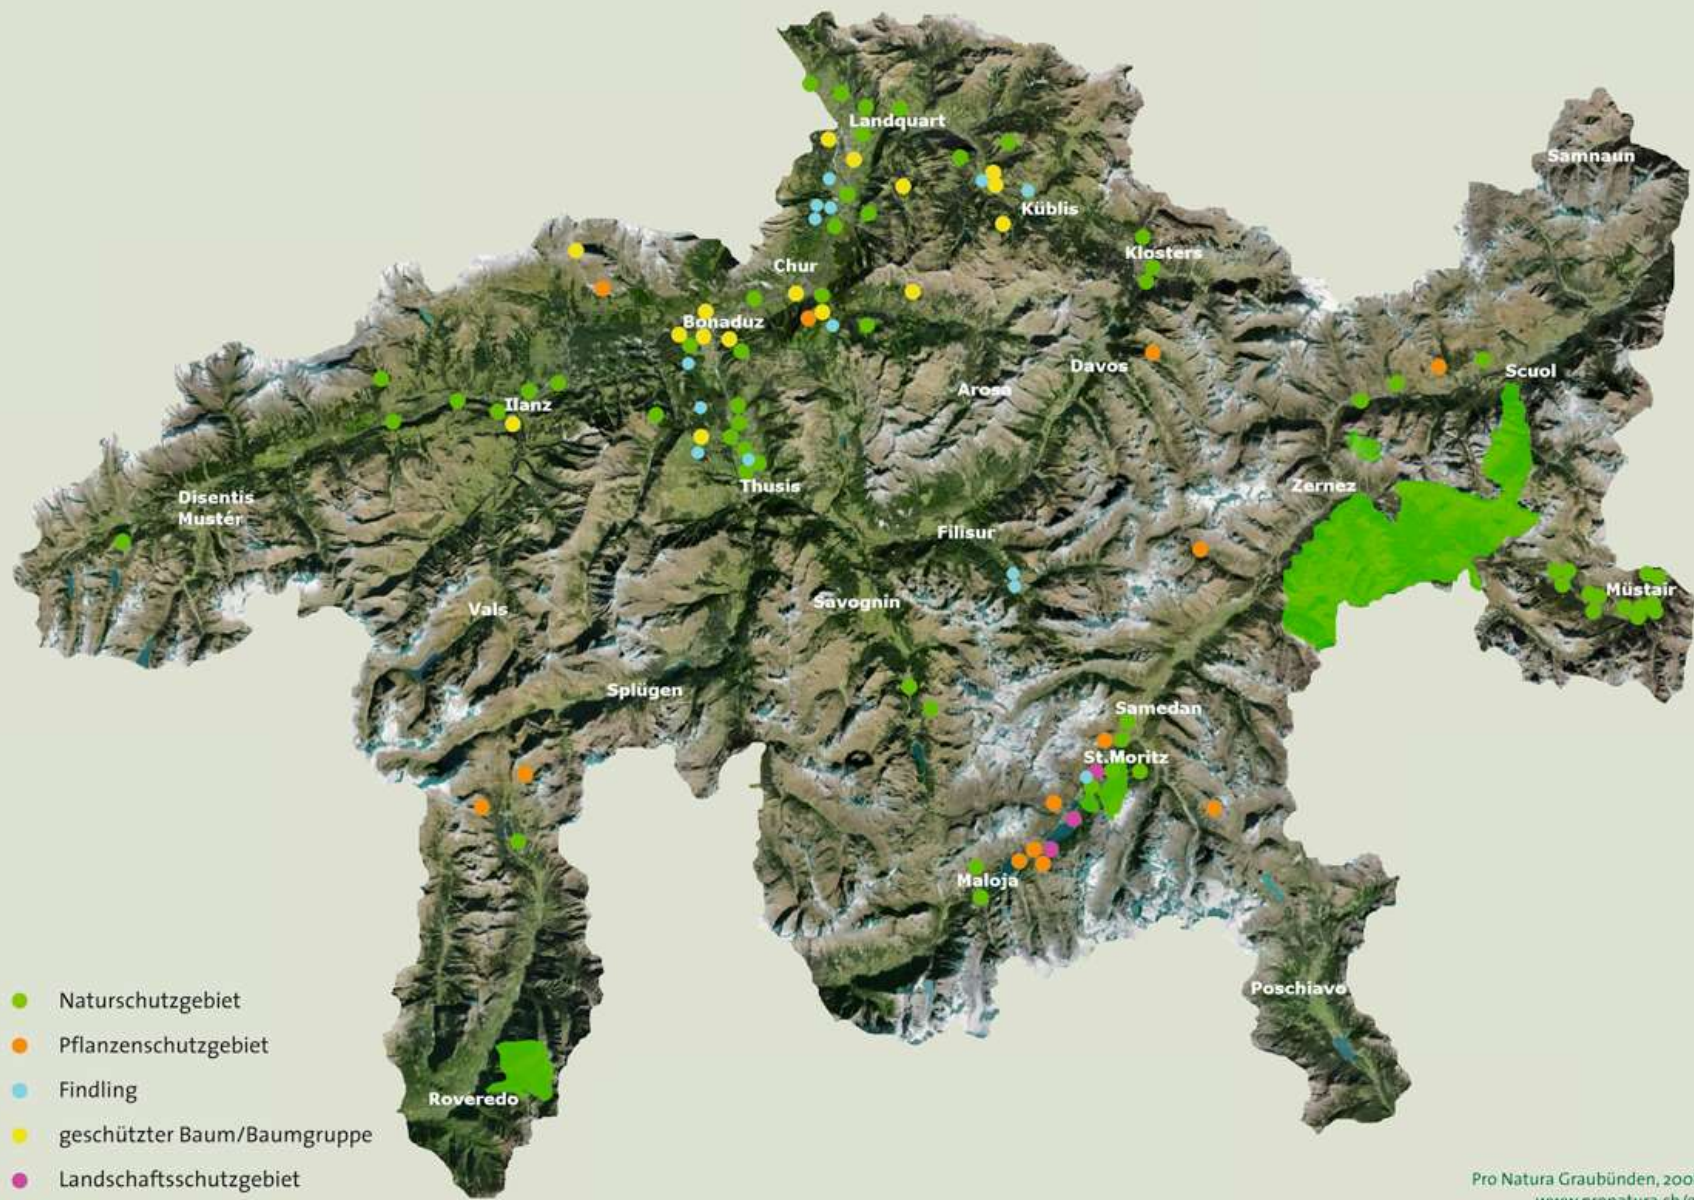 Landquart
Samnaun
Küblis
Klosters
Chur
Bonaduz
Davos
Scuol
Arosa
Ilanz
Zernez
Thusis
Disentis
Mustér
Filisur
Müstair
Vals
Savognin
Splügen
Samedan
St.Moritz
Maloja
Poschiavo
Roveredo
Naturschutzgebiet
Pflanzenschutzgebiet
Findling
geschützter Baum/Baumgruppe
Landschaftsschutzgebiet
Pro Natura Graubünden, 200